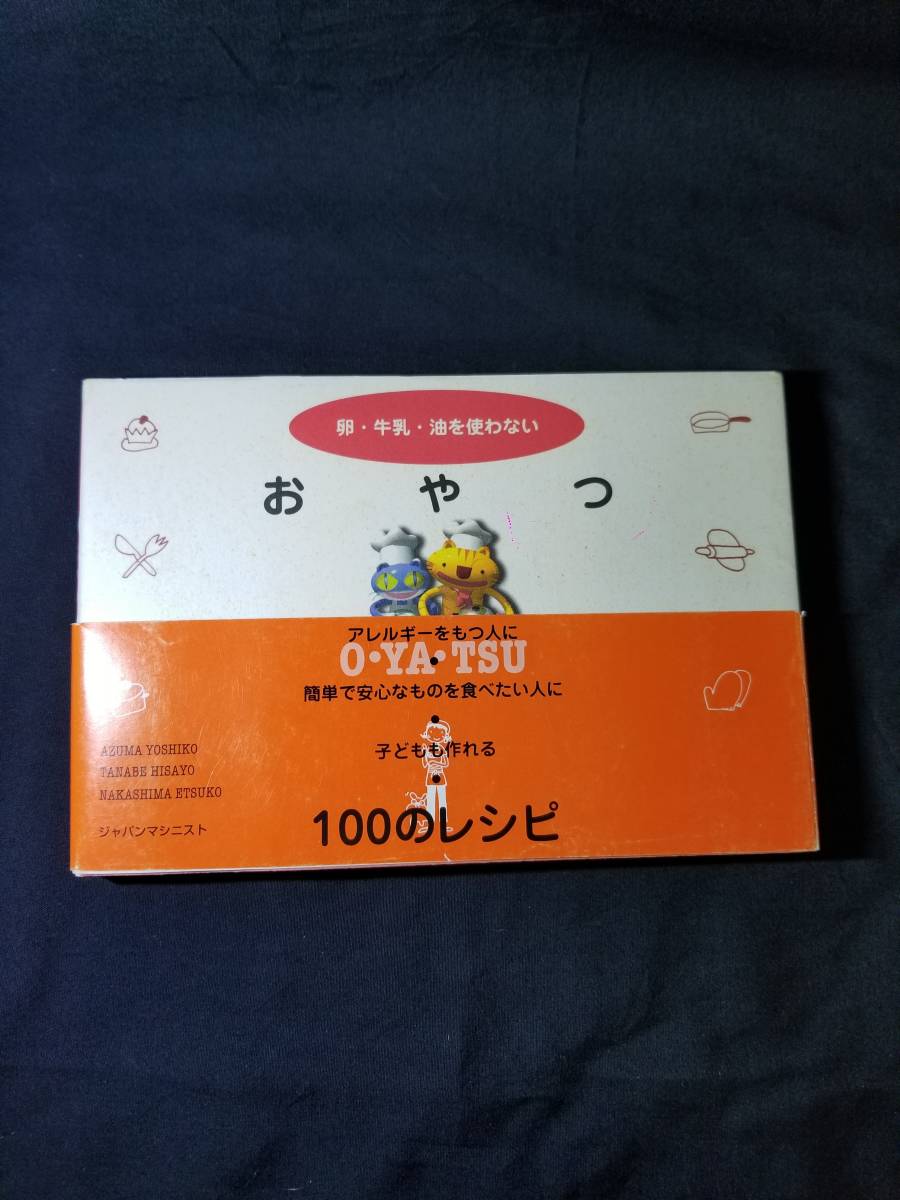 卵・牛乳・油を使わない
おやつ
アレルギーをもつ人に
O・YA・TSU
簡単で安心なものを食べたい人に
子どもも作れる
100のレシピ
AZUMA YOSHIKO
TANABE HISAYO
NAKASHIMA ETSUKO
ジャパンマシニスト